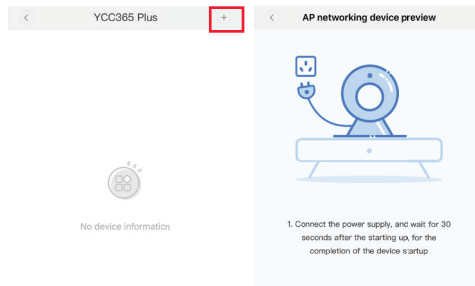 YCC365 Plus
+
No device information
AP networking device preview
1. Connect the power supply, and wait for 30
seconds after the starting up, for the
completion of the device startup